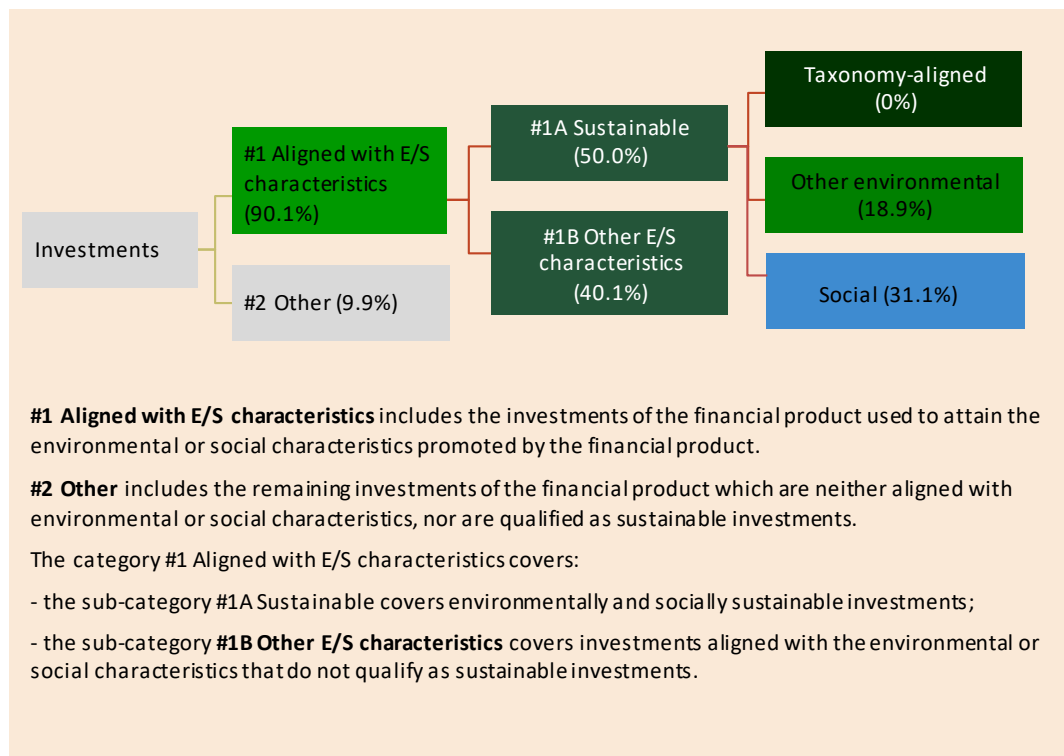 Investments
#1 Aligned with E/S
characteristics
(90.1%)
#2 Other (9.9%)
#1A Sustainable
(50.0%)
#1B Other E/S
characteristics
(40.1%)
Taxonomy-aligned
(0%)
Other environmental
(18.9%)
Social (31.1%)
#1 Aligned with E/S characteristics includes the investments of the financial product used to attain the
environmental or social characteristics promoted by the financial product.
#2 Other includes the remaining investments of the financial product which are neither aligned with
environmental or social characteristics, nor are qualified as sustainable investments.
The category #1 Aligned with E/S characteristics covers:
- the sub-category #1A Sustainable covers environmentally and socially sustainable investments;
- the sub-category #1B Other E/S characteristics covers investments aligned with the environmental or
social characteristics that do not qualify as sustainable investments.